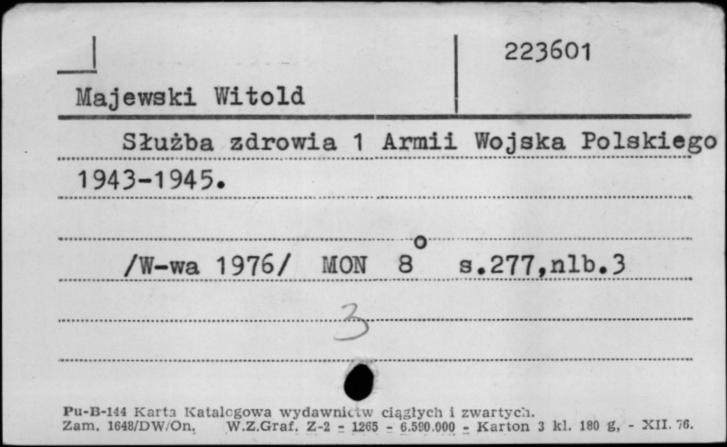 223601
Majewski Witold
Służba zdrowia 1 Armii Wojska Polskiego
1943-1945.
/W-wa 1976/ MON 8° s.277,nlb.3
3
Pu-B-144 Karta Katalogowa wydawnictw ciągłych i zwartych.
Zam. 1648/DW/On. W.Z.Graf. Z-2 - 1265 - 6.590.000 - Karton 3 kl. 180 g, - XII. 76.